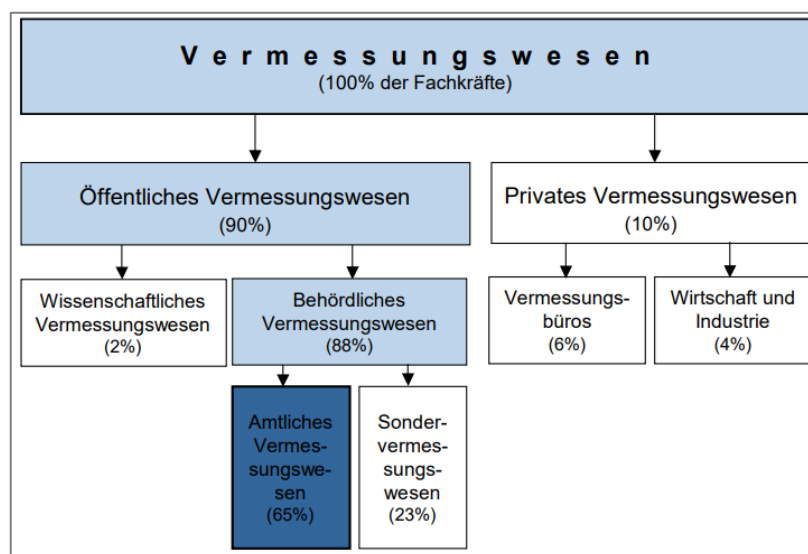 Vermessungswesen
(100% der Fachkräfte)
Öffentliches Vermessungswesen
(90%)
Privates Vermessungswesen
(10%)
Wissenschaftliches
Vermessungswesen
(2%)
Behördliches
Vermessungswesen
(88%)
Vermessungs-
büros
(6%)
Wirtschaft und
Industrie
(4%)
Amtliches
Vermes-
sungswe-
sen
(65%)
Sonder-
vermes-
sungs-
wesen
(23%)